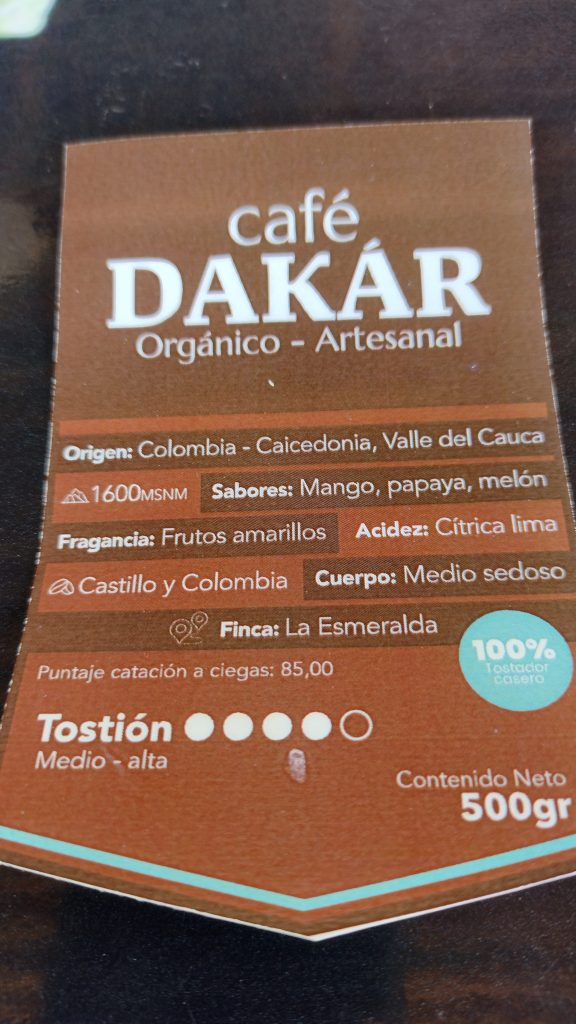 café
DAKÁR
Orgánico - Artesanal
Origen: Colombia - Caicedonia, Valle del Cauca
1600MSNM Sabores: Mango, papaya, melón
Fragancia: Frutos amarillos Acidez: Cítrica lima
Castillo y Colombia Cuerpo: Medio sedoso
Finca: La Esmeralda
100%
Tostador
casero
Puntaje catación a ciegas: 85,00
Tostión
Medio - alta
Contenido Neto
500gr